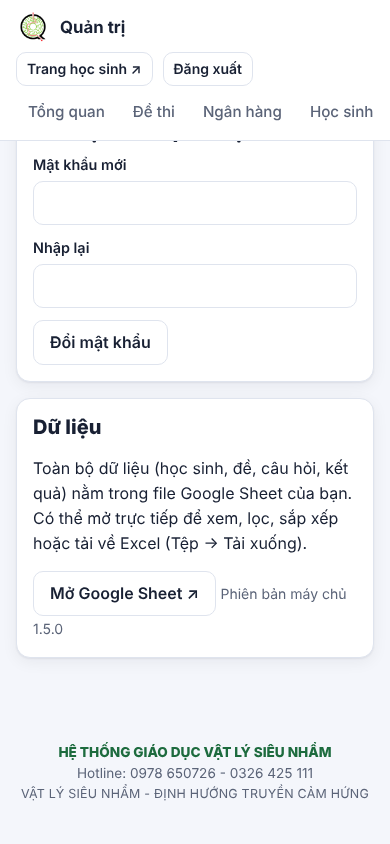 Quản trị
Trang học sinh ↗
Đăng xuất
Tổng quan
Đề thi
Ngân hàng
Học sinh
Mật khẩu mới
Nhập lại
Đổi mật khẩu
Dữ liệu
Toàn bộ dữ liệu (học sinh, đề, câu hỏi, kết
quả) nằm trong file Google Sheet của bạn.
Có thể mở trực tiếp để xem, lọc, sắp xếp
hoặc tải về Excel (Tệp → Tải xuống).
Mở Google Sheet ↗ Phiên bản máy chủ
1.5.0
HỆ THỐNG GIÁO DỤC VẬT LÝ SIÊU NHẨM
Hotline: 0978 650726 - 0326 425 111
VẬT LÝ SIÊU NHẨM - ĐỊNH HƯỚNG TRUYỀN CẢM HỨNG